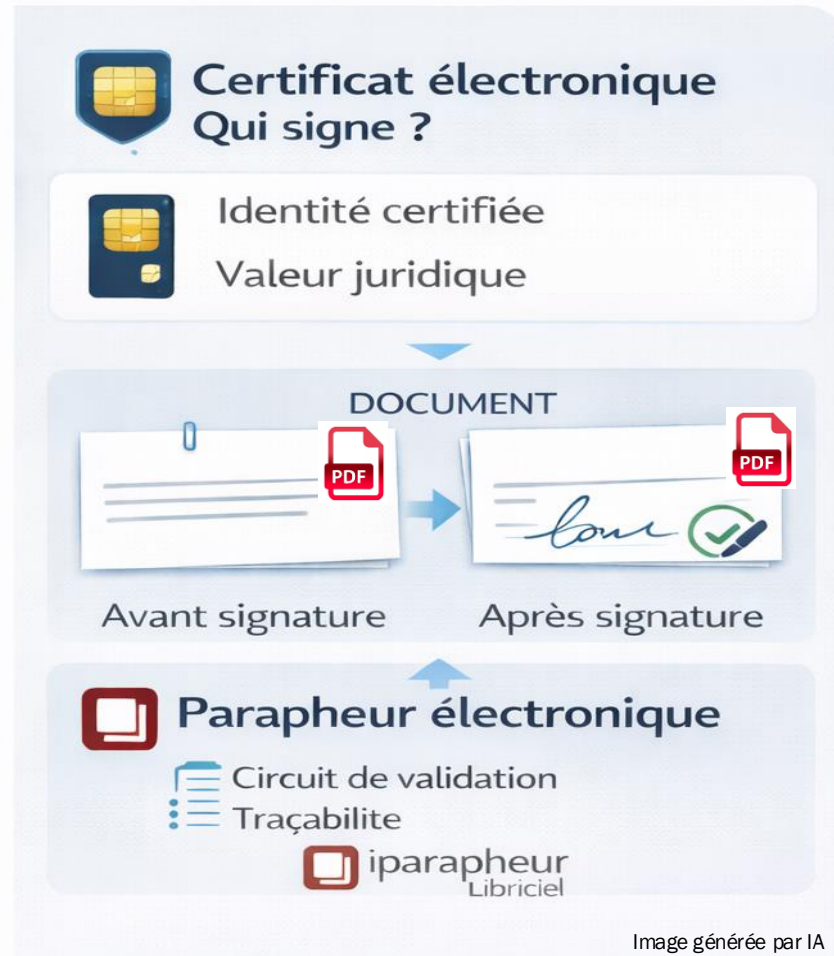 Certificat électronique
Qui signe ?
Identité certifiée
Valeur juridique
DOCUMENT
PDF
PDF
Avant signature
Après signature
Parapheur électronique
Circuit de validation
Traçabilite
iparapheur
Libriciel
Image générée par IA